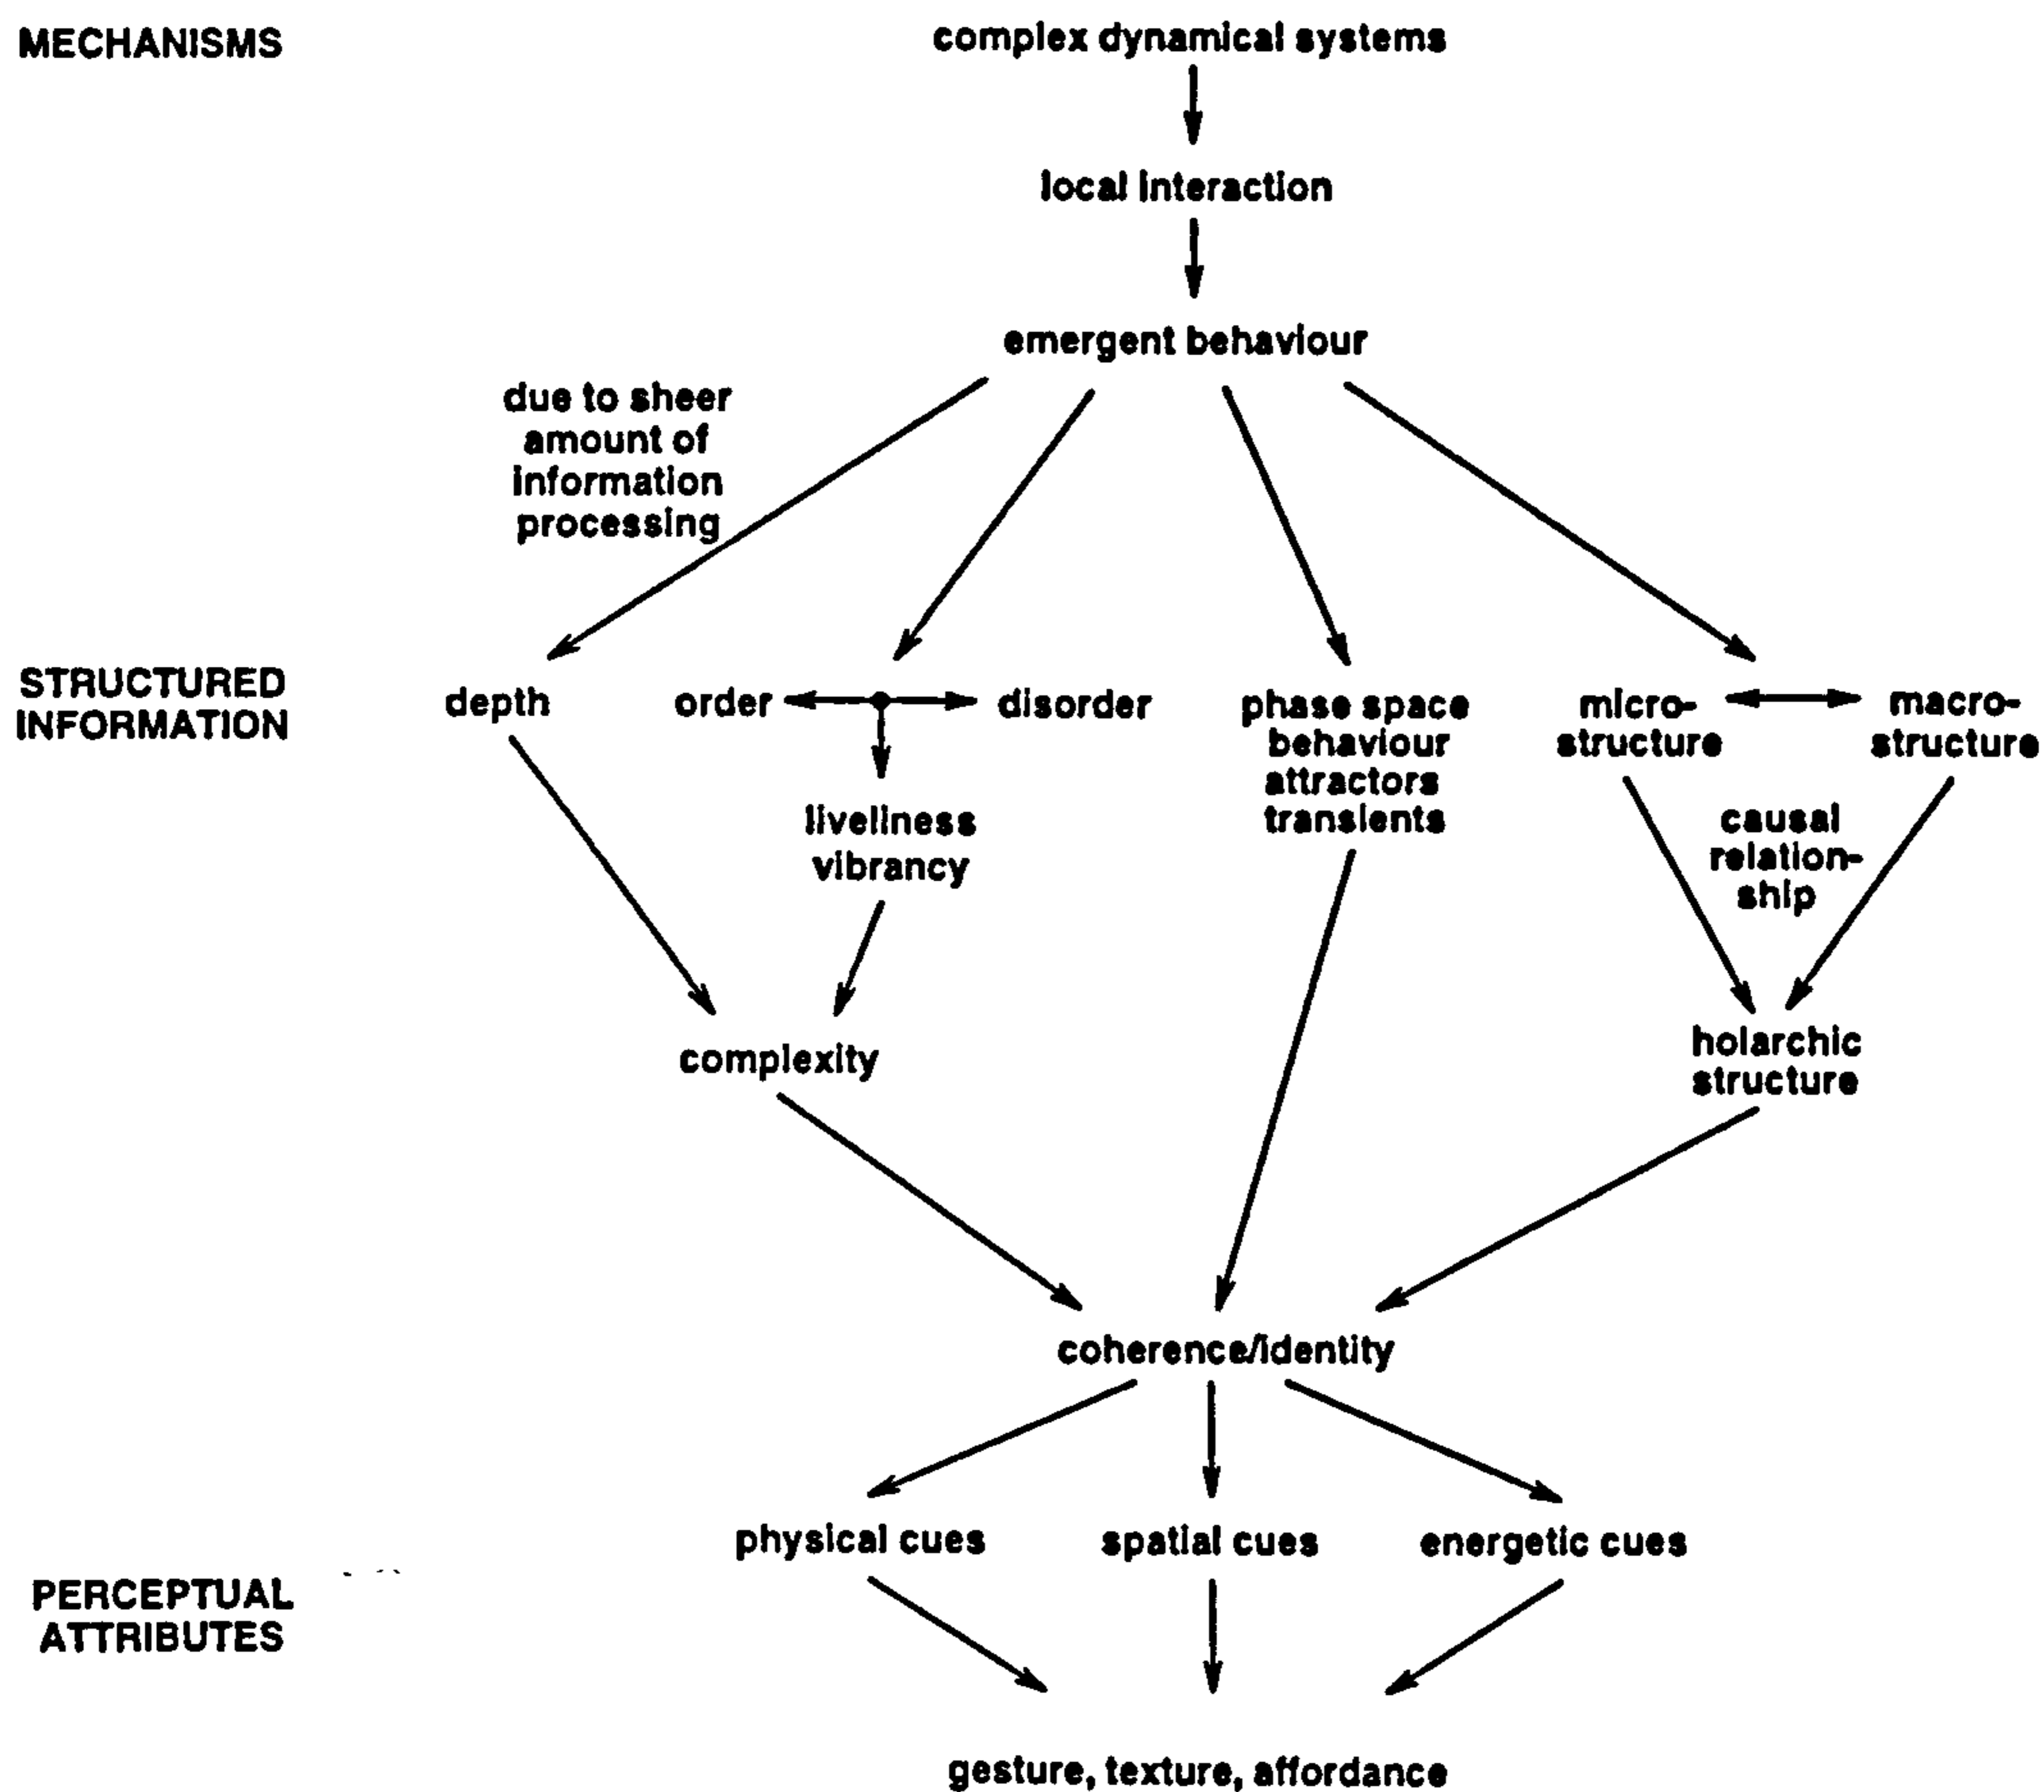 MECHANISMS
complex dynamical systems
local interaction
emergent behaviour
due to sheer
amount of
information
processing
STRUCTURED
INFORMATION
depth
order
disorder
phase space
behaviour
attractors
transients
micro-
structure
macro-
structure
liveliness
vibrancy
causal
relation-
ship
complexity
holarchic
structure
coherence/identity
physical cues
spatial cues
energetic cues
PERCEPTUAL
ATTRIBUTES
gesture, texture, affordance